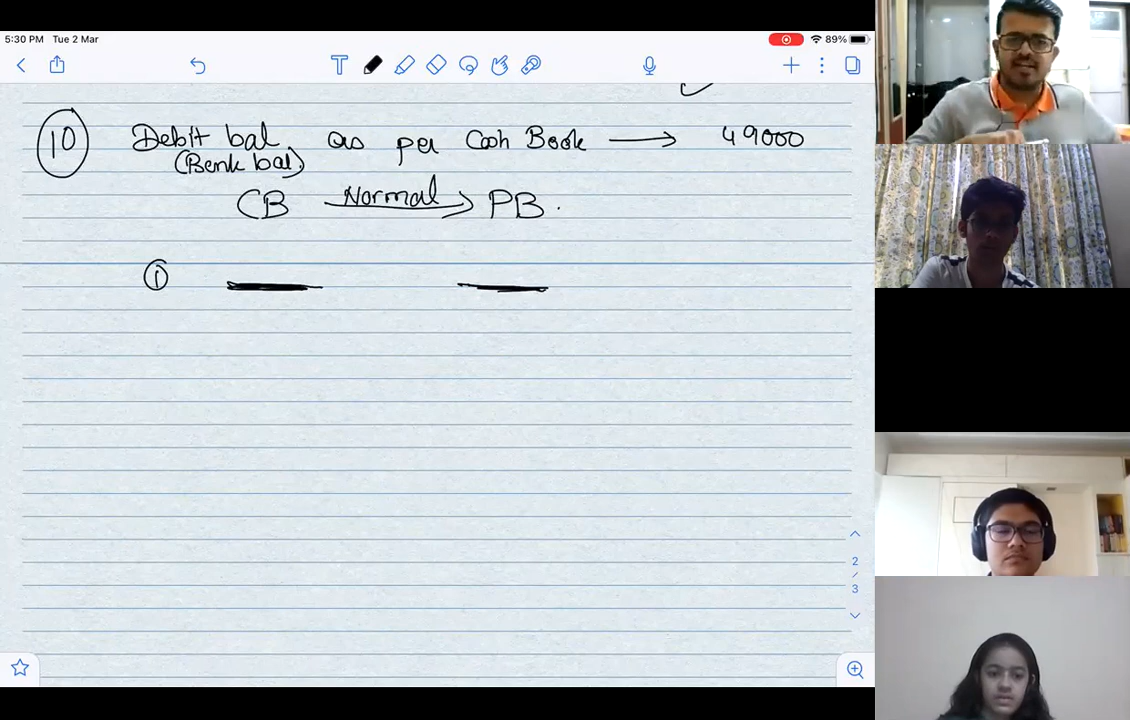 5:30 PM Tue 2 Mar
89%
T
10 Debit bal as per Cash Book → 49000
(Bank bal)
CB Normal → PB.
1
2
/
3